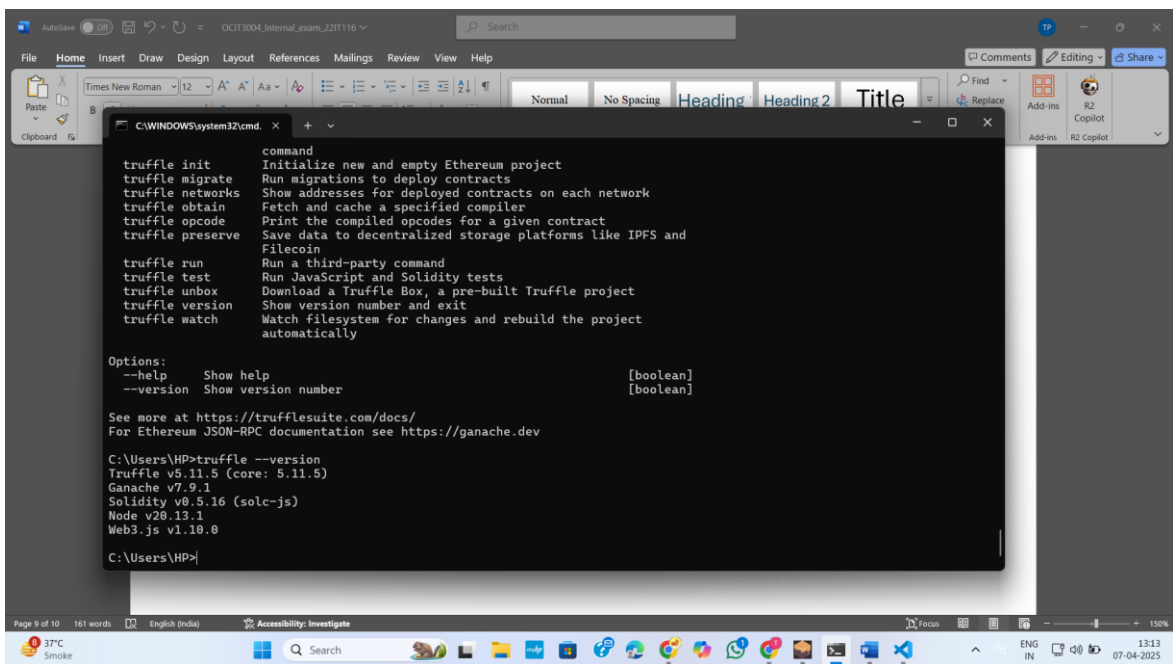 AutoSave Off OCIT3004_Internal_exam_22IT116 Search TP
File Home Insert Draw Design Layout References Mailings Review View Help Comments Editing Share
Paste
Clipboard
Times New Roman 12 Aa
B
Normal No Spacing Heading Heading 2 Title
Find
Replace
Add-ins
R2 Copilot
Add-ins R2 Copilot
C:\WINDOWS\system32\cmd.
command
truffle init Initialize new and empty Ethereum project
truffle migrate Run migrations to deploy contracts
truffle networks Show addresses for deployed contracts on each network
truffle obtain Fetch and cache a specified compiler
truffle opcode Print the compiled opcodes for a given contract
truffle preserve Save data to decentralized storage platforms like IPFS and
Filecoin
truffle run Run a third-party command
truffle test Run JavaScript and Solidity tests
truffle unbox Download a Truffle Box, a pre-built Truffle project
truffle version Show version number and exit
truffle watch Watch filesystem for changes and rebuild the project
automatically
Options:
--help Show help [boolean]
--version Show version number [boolean]
See more at https://trufflesuite.com/docs/
For Ethereum JSON-RPC documentation see https://ganache.dev
C:\Users\HP>truffle --version
Truffle v5.11.5 (core: 5.11.5)
Ganache v7.9.1
Solidity v0.5.16 (solc-js)
Node v20.13.1
Web3.js v1.10.0
C:\Users\HP>
Page 9 of 10 161 words English (India) Accessibility: Investigate Focus 150%
8 37°C
Smoke
Search
ENG
IN
13:13
07-04-2025